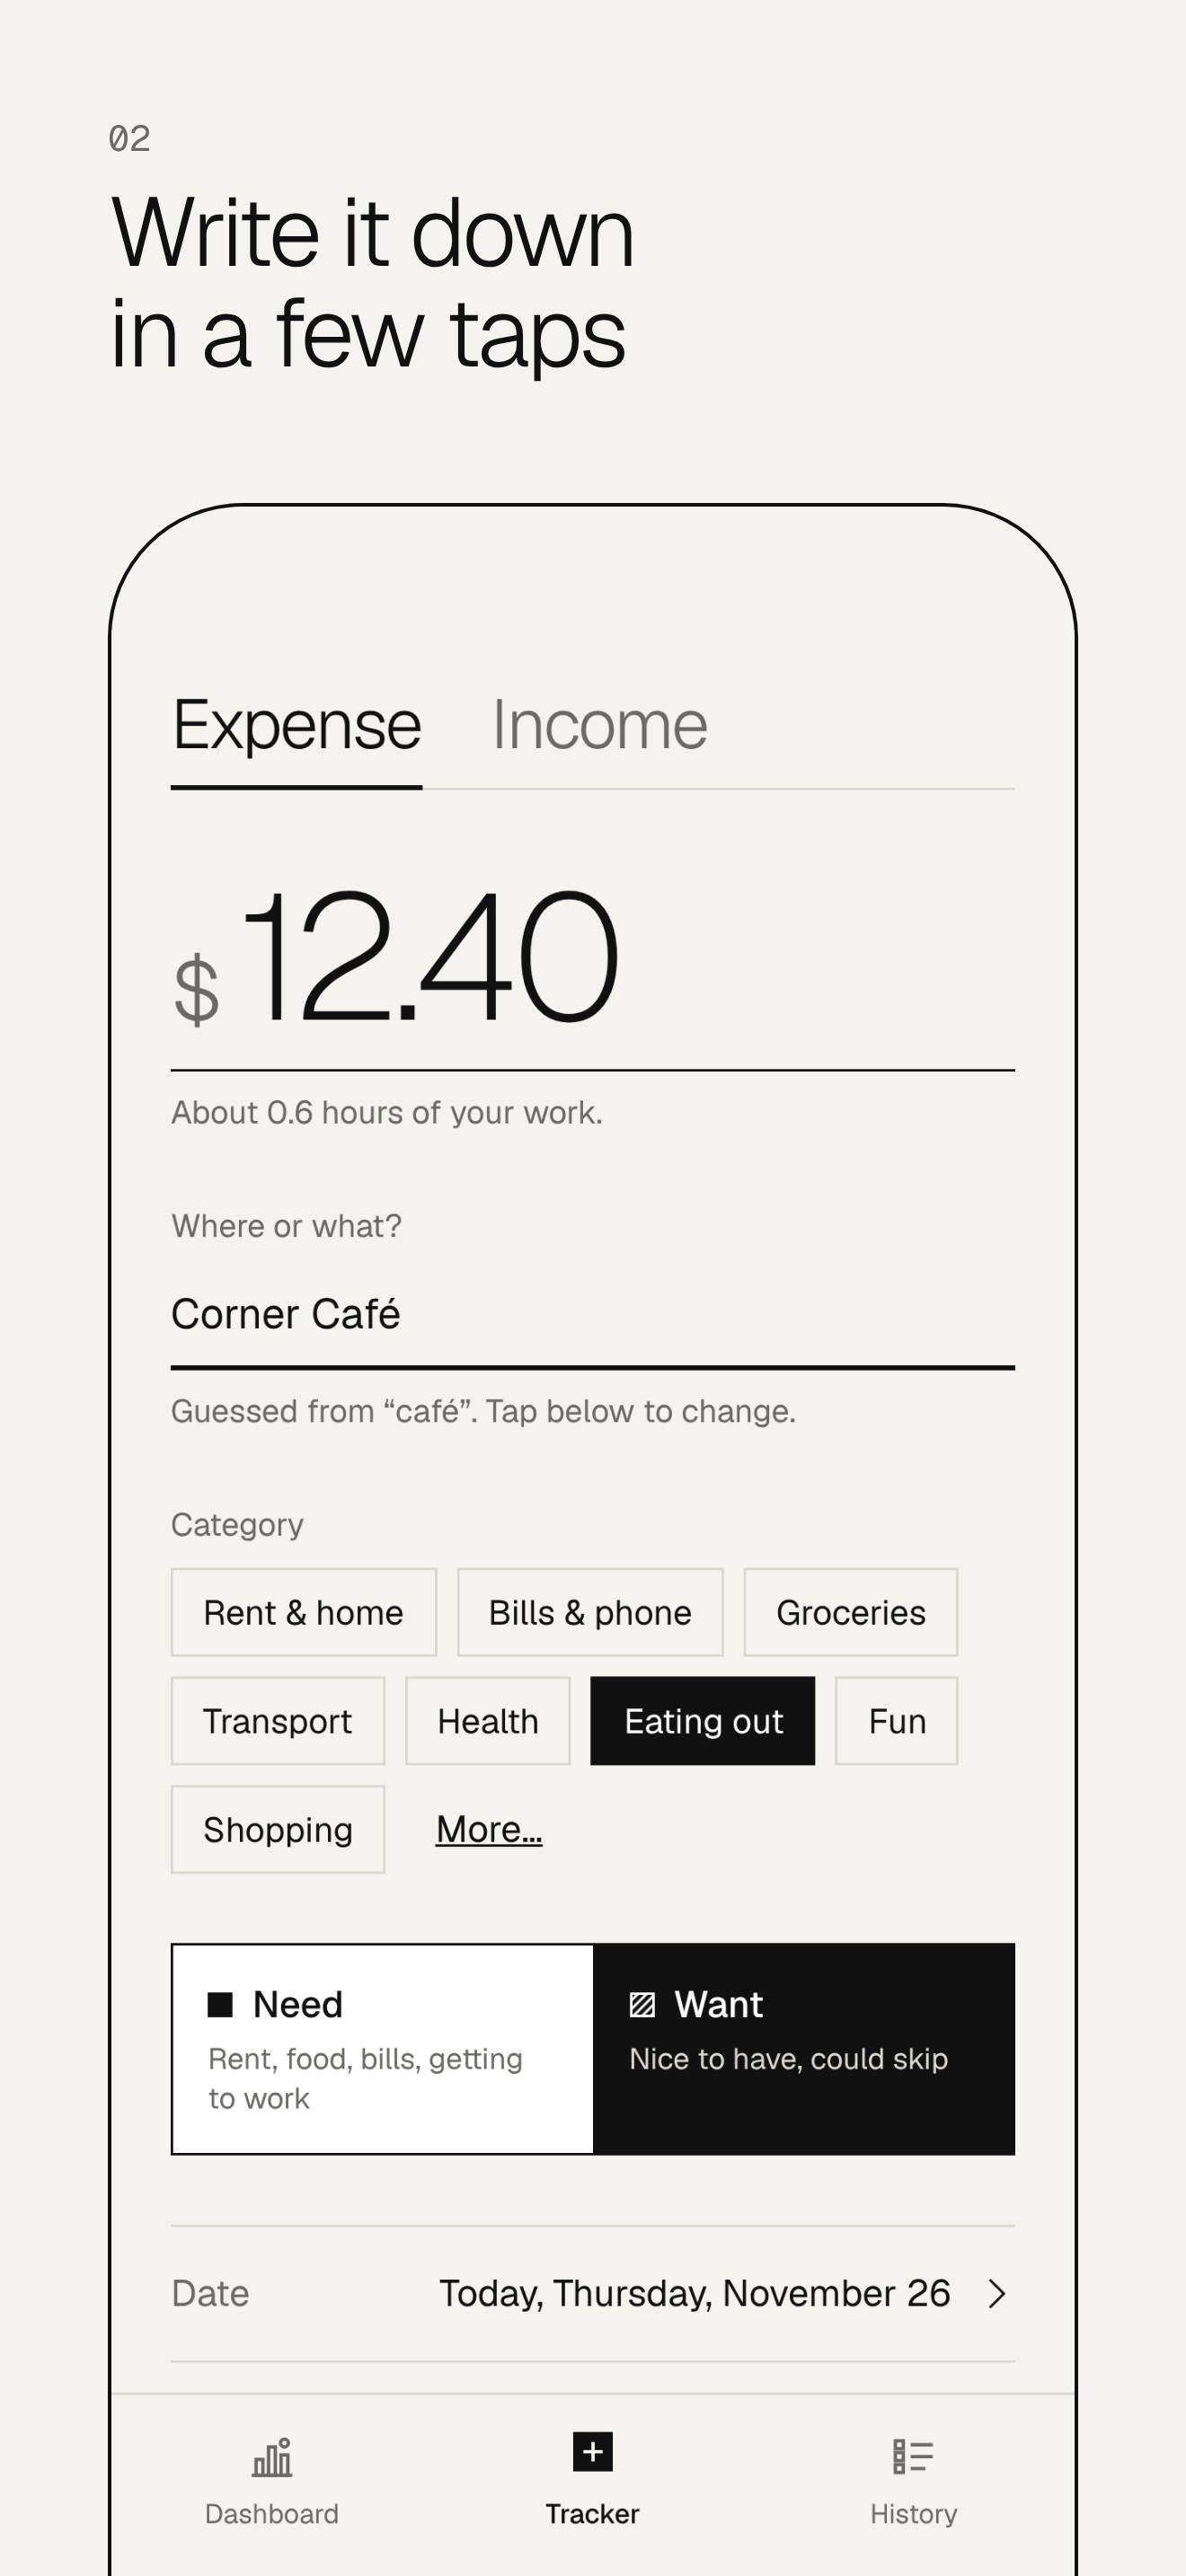 02
Write it down
in a few taps
Expense Income
$ 12.40
About 0.6 hours of your work.
Where or what?
Corner Café
Guessed from “café”. Tap below to change.
Category
Rent & home Bills & phone Groceries
Transport Health Eating out Fun
Shopping More...
Need Want
Rent, food, bills, getting Nice to have, could skip
to work
Date Today, Thursday, November 26
Dashboard Tracker History